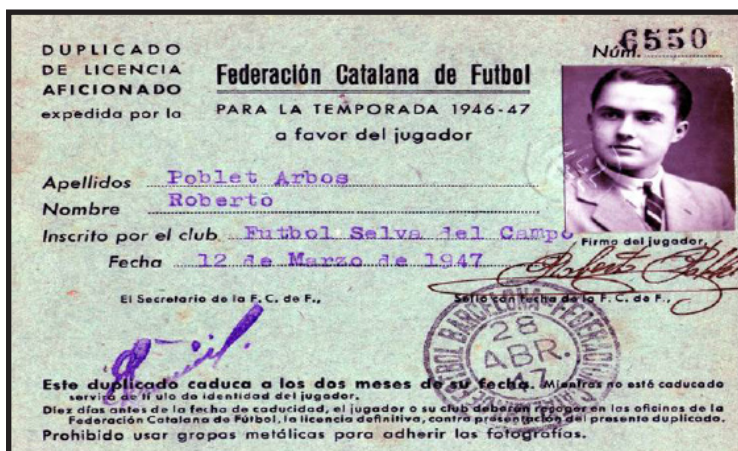 DUPLICADO
DE LICENCIA
AFICIONADO
expedida por la
Núm. 6550
Federación Catalana de Futbol
PARA LA TEMPORADA 1946-47
a favor del jugador
Apellidos Poblet Arbos
Nombre Roberto
Inscrito por el club Futbol Selva del Campo
Fecha 12 de Marzo de 1947
Firma del jugador,
Roberto Poblet
El Secretario de la F. C. de F.,
Sello con fecha de la F. C. de F.,
28
ABR.
47
BARCELONA
Este duplicado caduca a los dos meses de su fecha. Mientras no esté caducado
servirá de tí ulo de identidad del jugador.
Diez días antes de la fecha de caducidad, el jugador o su club deberán recoger en las oficinas de la
Federación Catalana de Fútbol, la licencia definitiva, contra presentación del presente duplicado.
Prohibido usar grapas metálicas para adherir las fotografías.